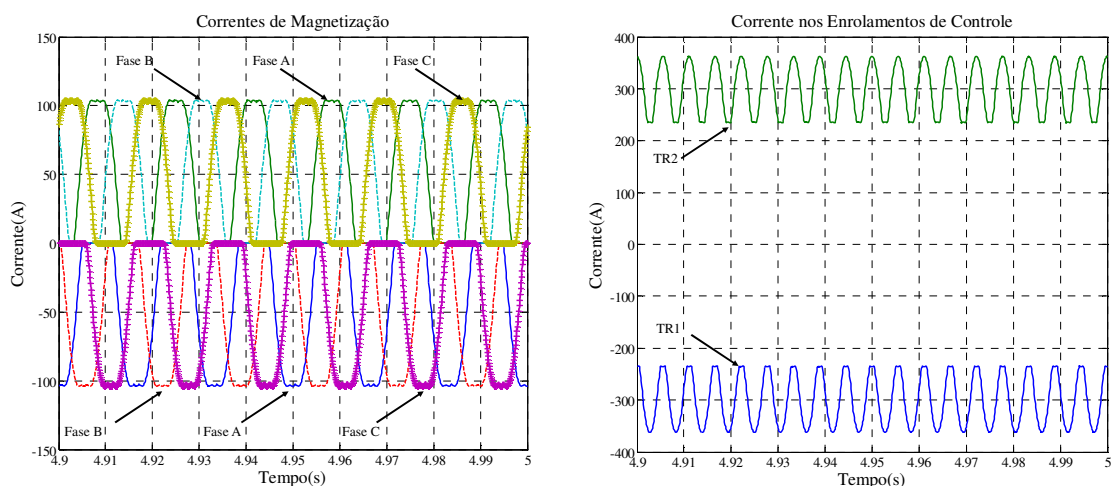 Correntes de Magnetização
150
100
50
0
-50
-100
-150
Corrente(A)
Fase B
Fase A
Fase C
Fase B
Fase A
Fase C
4.9
4.91
4.92
4.93
4.94
4.95
4.96
4.97
4.98
4.99
5
Tempo(s)
Corrente nos Enrolamentos de Controle
400
300
200
100
0
-100
-200
-300
-400
Corrente(A)
TR2
TR1
4.9
4.91
4.92
4.93
4.94
4.95
4.96
4.97
4.98
4.99
5
Tempo(s)